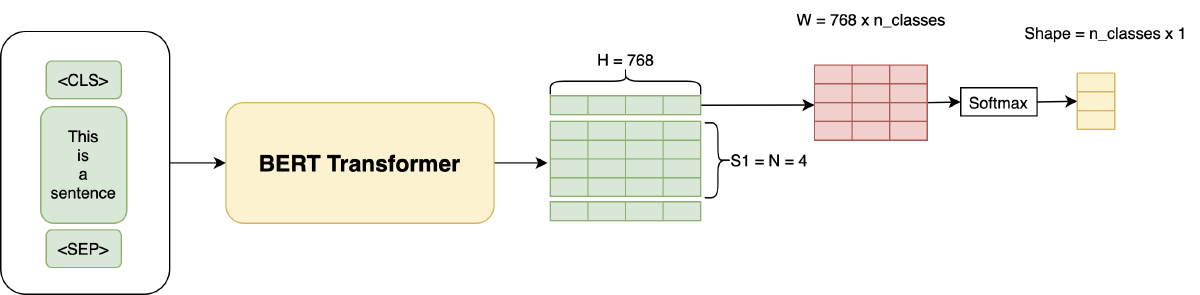 <CLS>
This
is
a
sentence
<SEP>
BERT Transformer
H = 768
S1 = N = 4
W = 768 x n_classes
Softmax
Shape = n_classes x 1